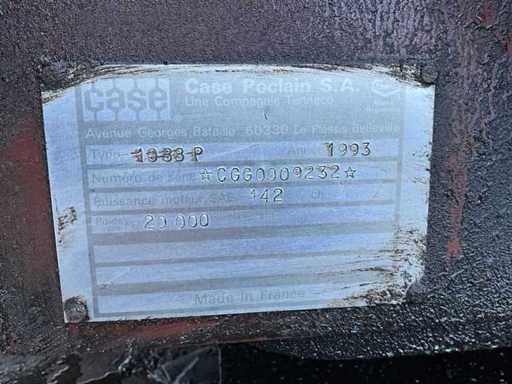 case
Case Poclain S.A.
Une Compagnie Tenneco
Avenue Georges Bataille 60330 Le Plessis Belleville
Type 1088 P Année 1993
Numéro de série ☆CGG0009232☆
Puissance moteur 142 ch
Poids 20 000
Made in France